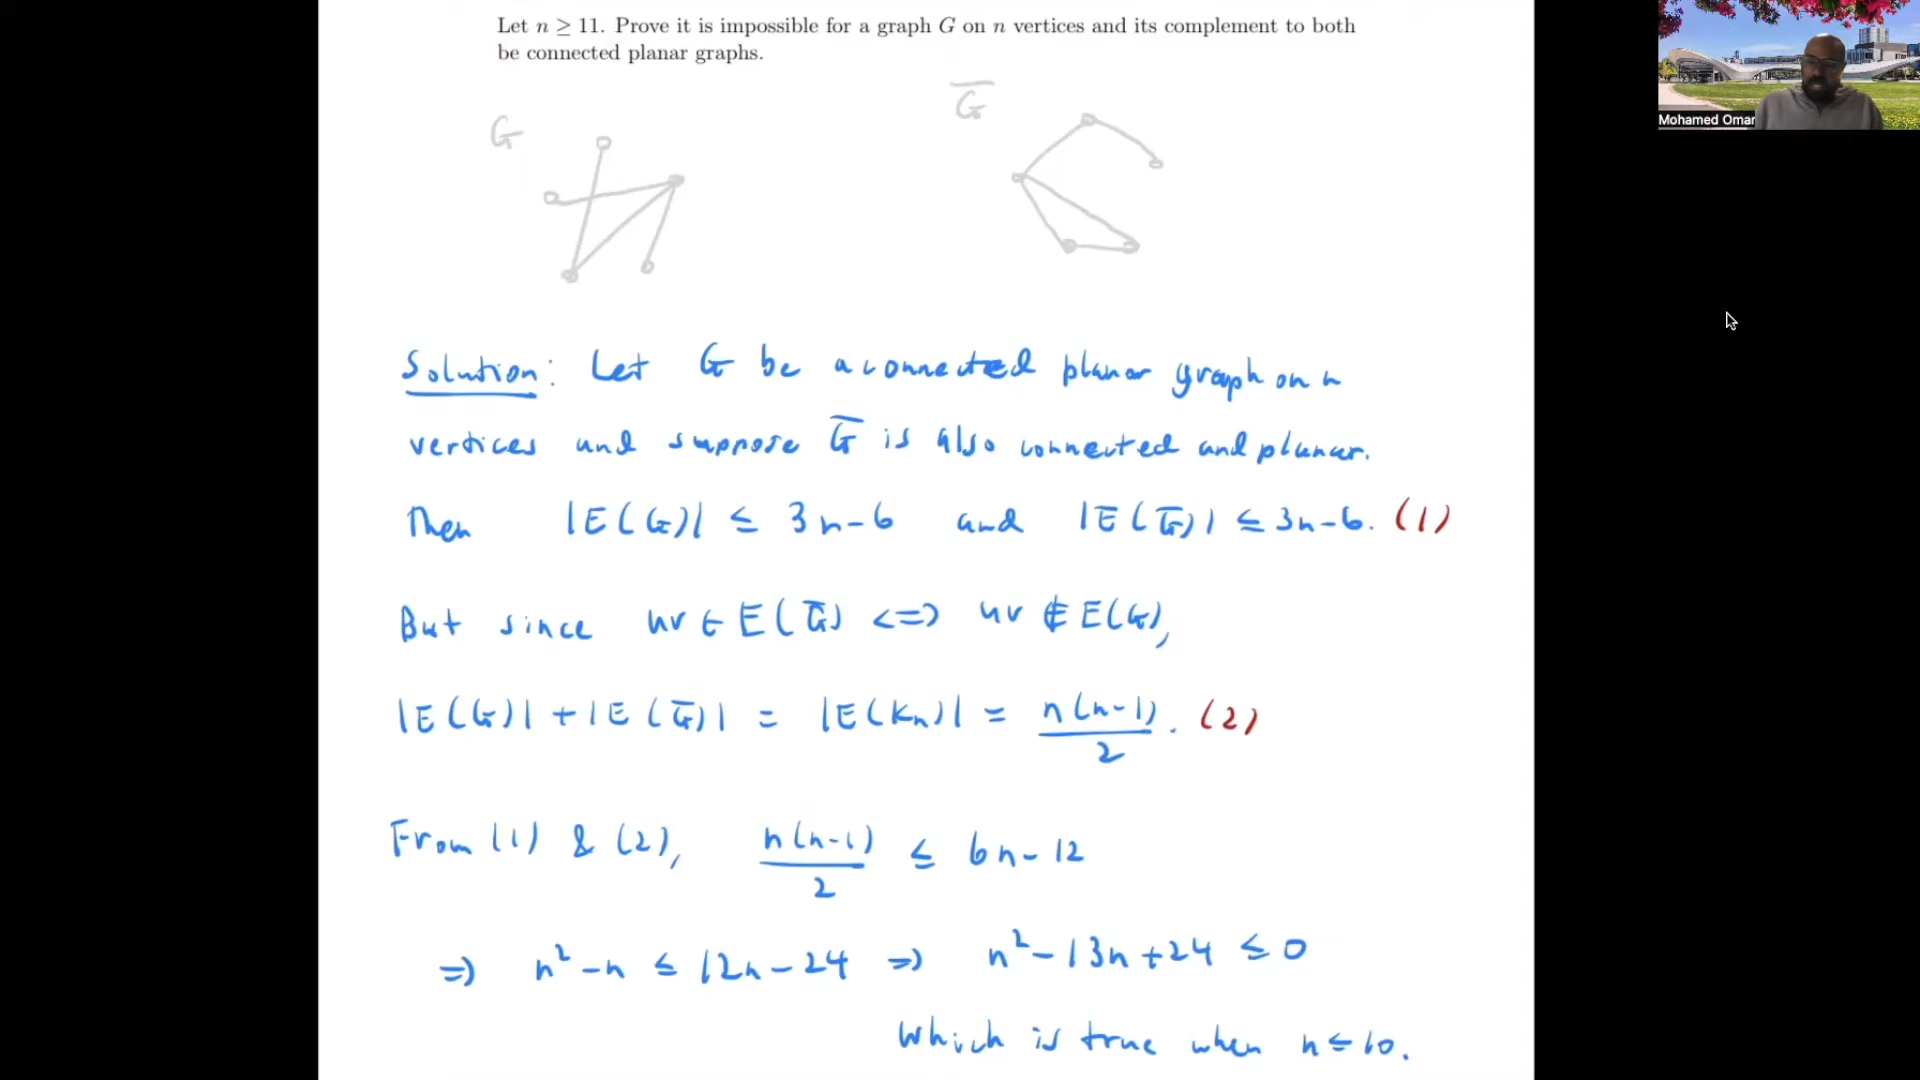 Let n ≥ 11. Prove it is impossible for a graph G on n vertices and its complement to both
be connected planar graphs.
G
G̅
Solution: Let G be a connected planar graph on n
vertices and suppose G̅ is also connected and planar.
Then |E(G)| ≤ 3n-6 and |E(G̅)| ≤ 3n-6. (1)
But since uv ∈ E(G̅) <=> uv ∉ E(G),
|E(G)| + |E(G̅)| = |E(Kn)| = n(n-1)/2. (2)
From (1) & (2), n(n-1)/2 ≤ 6n-12
=> n²-n ≤ 12n-24 => n²-13n+24 ≤ 0
which is true when n ≤ 10.
Mohamed Omar